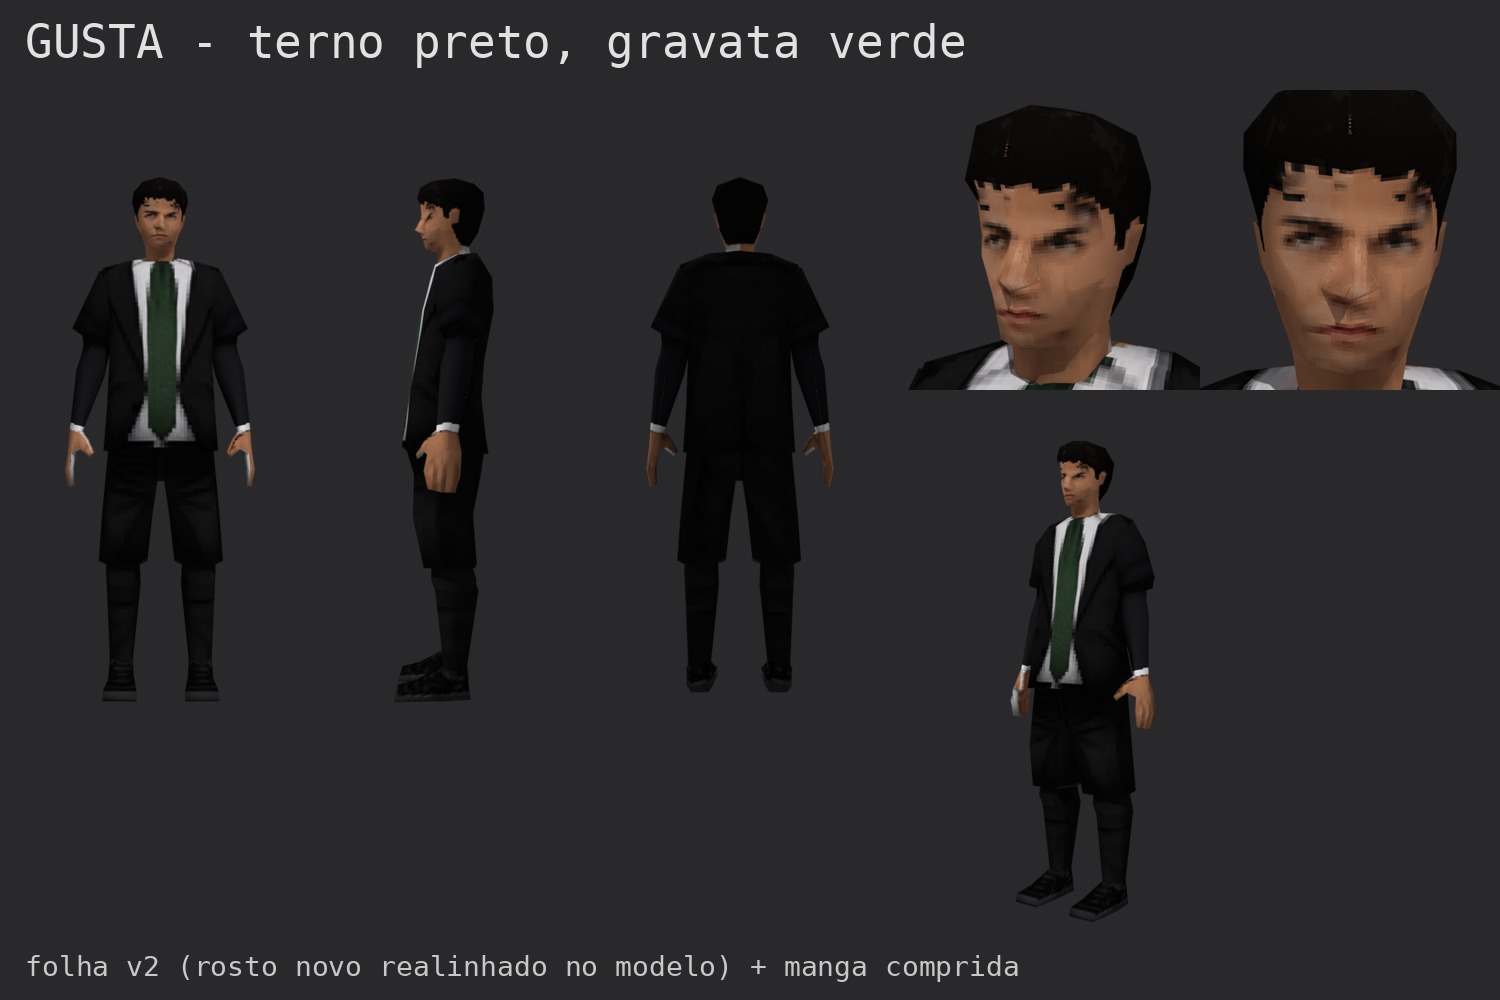 GUSTA - terno preto, gravata verde
folha v2 (rosto novo realinhado no modelo) + manga comprida